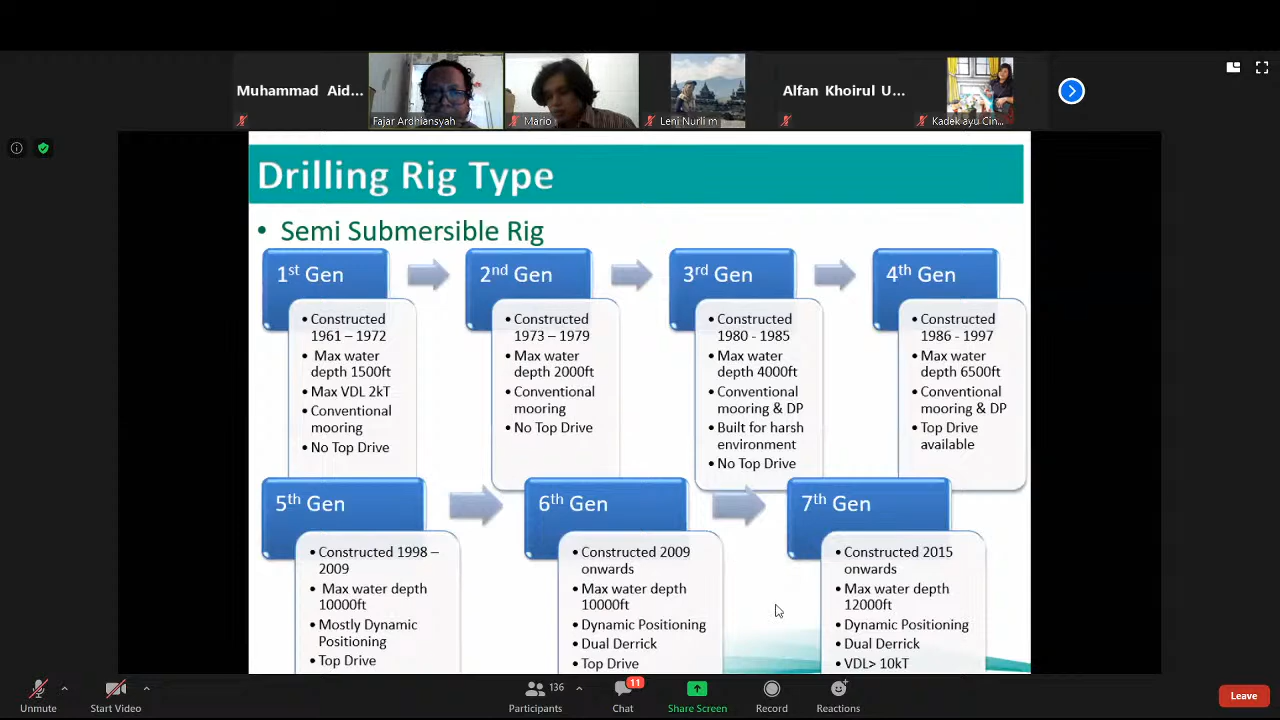 Muhammad Aid...
Fajar Ardhiansyah
Mario
Leni Nurli m
Alfan Khoirul U...
Kadek ayu Cin...
Drilling Rig Type
• Semi Submersible Rig
1st Gen
• Constructed
1961 – 1972
• Max water
depth 1500ft
• Max VDL 2kT
• Conventional
mooring
• No Top Drive
2nd Gen
• Constructed
1973 – 1979
• Max water
depth 2000ft
• Conventional
mooring
• No Top Drive
3rd Gen
• Constructed
1980 - 1985
• Max water
depth 4000ft
• Conventional
mooring & DP
• Built for harsh
environment
• No Top Drive
4th Gen
• Constructed
1986 - 1997
• Max water
depth 6500ft
• Conventional
mooring & DP
• Top Drive
available
5th Gen
• Constructed 1998 –
2009
• Max water depth
10000ft
• Mostly Dynamic
Positioning
• Top Drive
6th Gen
• Constructed 2009
onwards
• Max water depth
10000ft
• Dynamic Positioning
• Dual Derrick
• Top Drive
7th Gen
• Constructed 2015
onwards
• Max water depth
12000ft
• Dynamic Positioning
• Dual Derrick
• VDL> 10kT
Unmute
Start Video
136
Participants
11
Chat
Share Screen
Record
Reactions
Leave